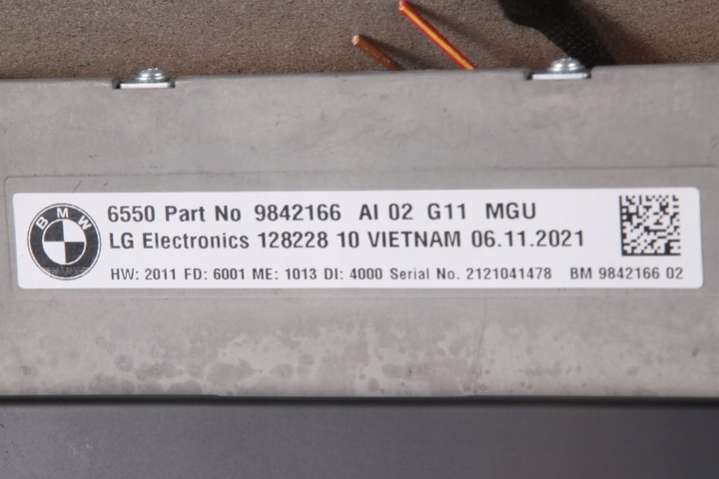 BMW
6550 Part No 9842166 AI 02 G11 MGU
LG Electronics 128228 10 VIETNAM 06.11.2021
HW: 2011 FD: 6001 ME: 1013 DI: 4000 Serial No. 2121041478 BM 9842166 02